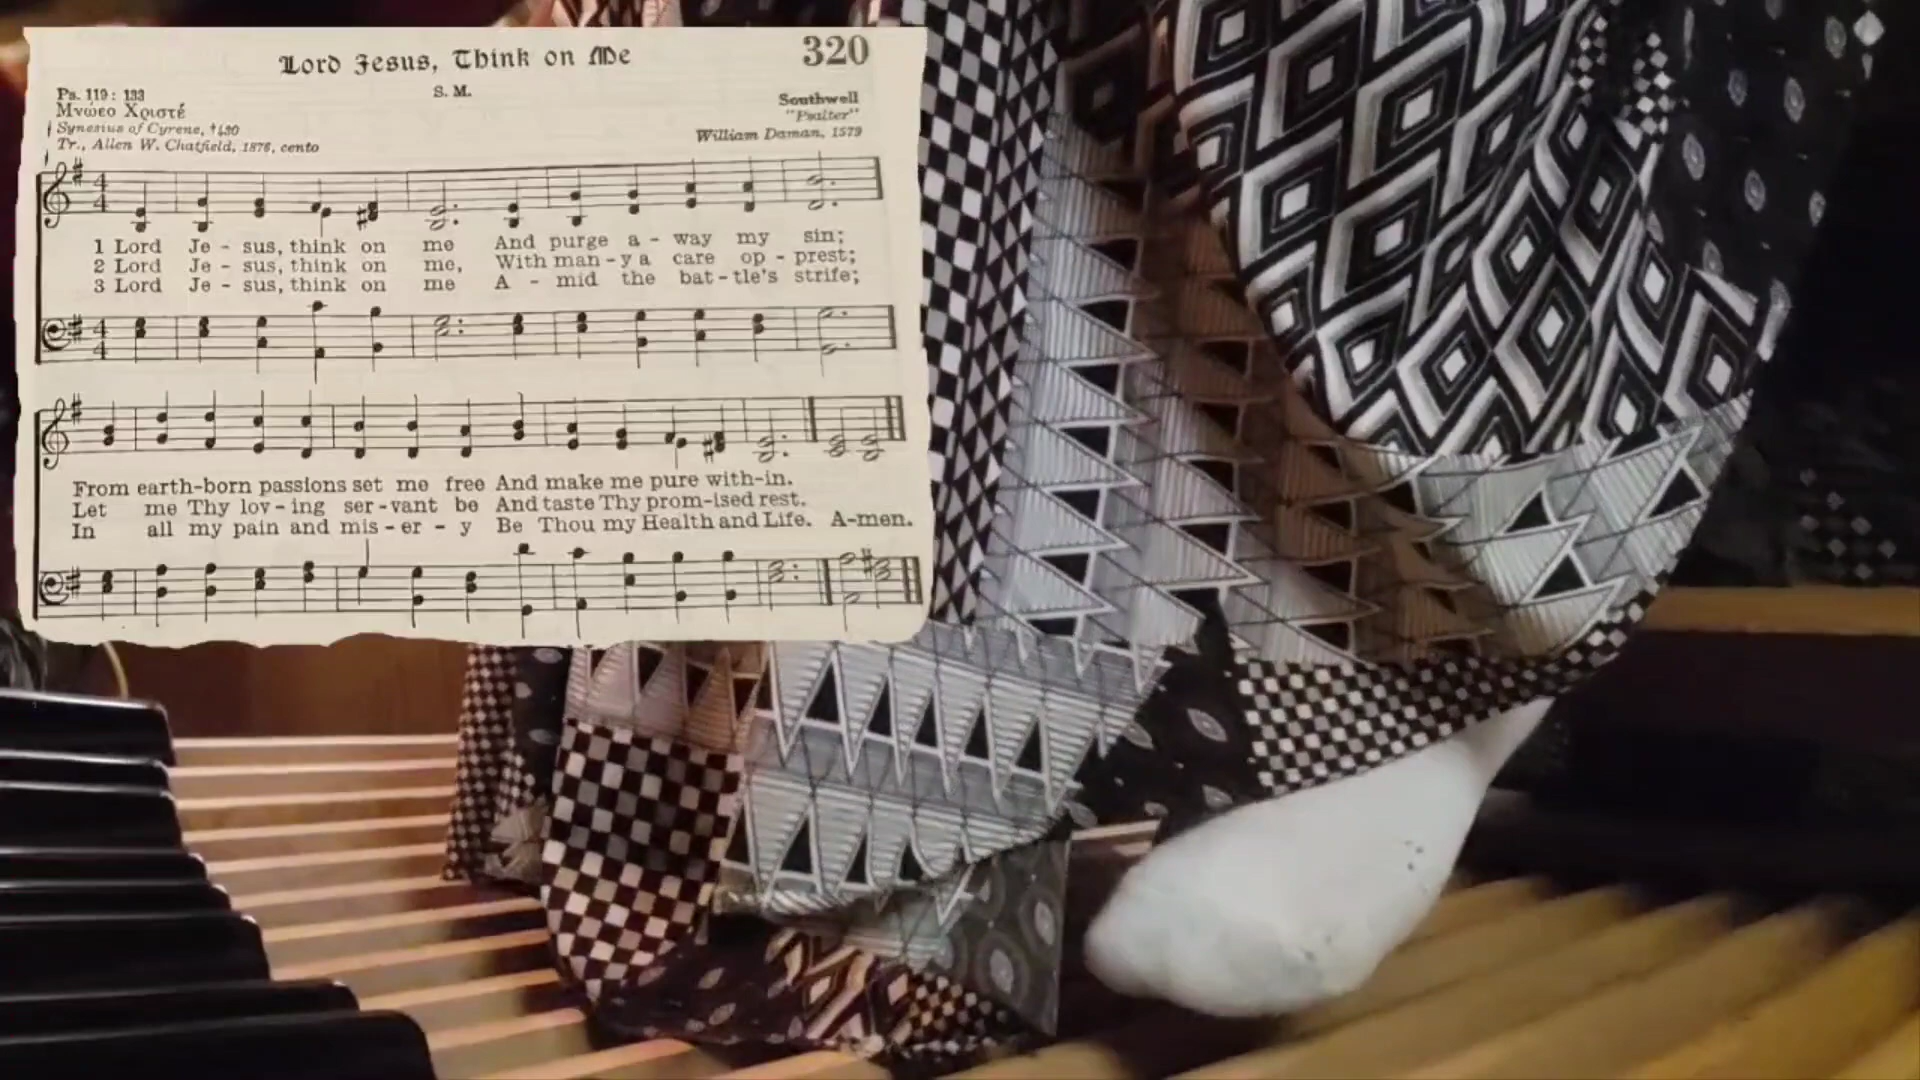 Lord Jesus, Think on Me
320
Ps. 119: 133
S. M.
Southwell
Μνώεο Χριστέ
"Psalter"
Synesius of Cyrene, †430
William Daman, 1579
Tr., Allen W. Chatfield, 1876, cento
1 Lord Je - sus, think on me And purge a - way my sin;
2 Lord Je - sus, think on me, With man - y a care op - prest;
3 Lord Je - sus, think on me A - mid the bat - tle's strife;
From earth-born passions set me free And make me pure with-in.
Let me Thy lov - ing ser - vant be And taste Thy prom-ised rest.
In all my pain and mis - er - y Be Thou my Health and Life. A-men.